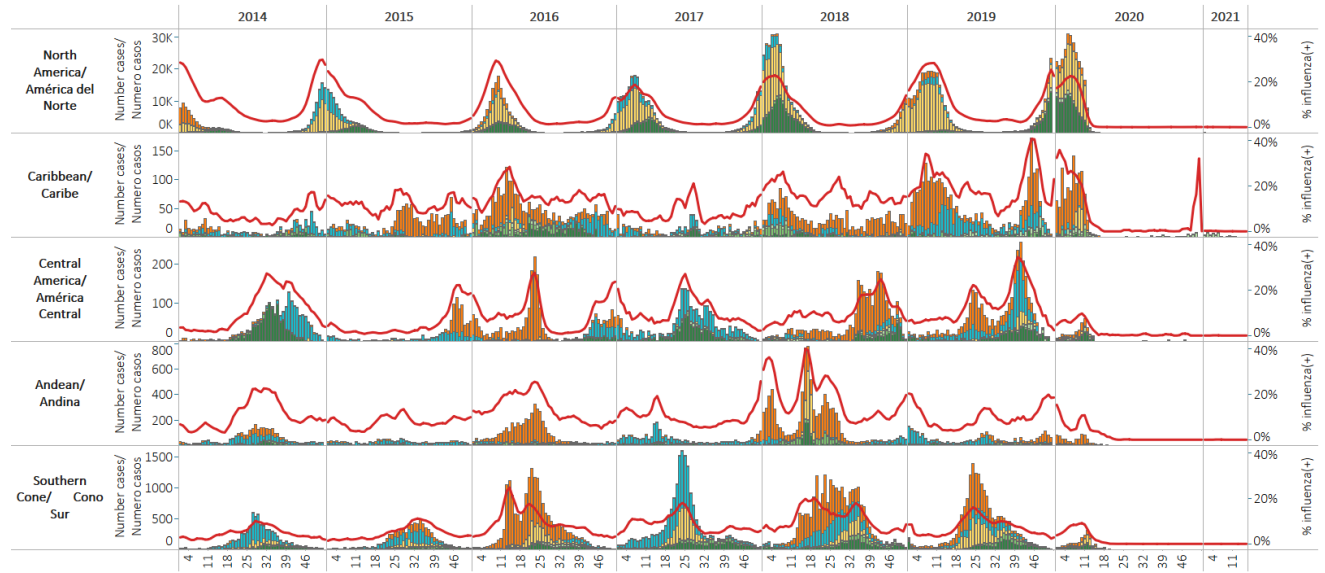 2014 2015 2016 2017 2018 2019 2020 2021
North
America/
América del
Norte
Number cases/
Numero casos
30K
20K
10K
0K
40%
20%
0%
% influenza(+)
Caribbean/
Caribe
Number cases/
Numero casos
150
100
50
0
40%
20%
0%
% influenza(+)
Central
America/
América
Central
Number cases/
Numero casos
200
100
0
40%
20%
0%
% influenza(+)
Andean/
Andina
Number cases/
Numero casos
800
600
400
200
40%
20%
0%
% influenza(+)
Southern
Cone/ Cono
Sur
Number cases/
Numero casos
1500
1000
500
0
40%
20%
0%
% influenza(+)
4 11 18 25 32 39 46 4 11 18 25 32 39 46 4 11 18 25 32 39 46 4 11 18 25 32 39 46 4 11 18 25 32 39 46 4 11 18 25 32 39 46 4 11 18 25 32 39 46 4 11